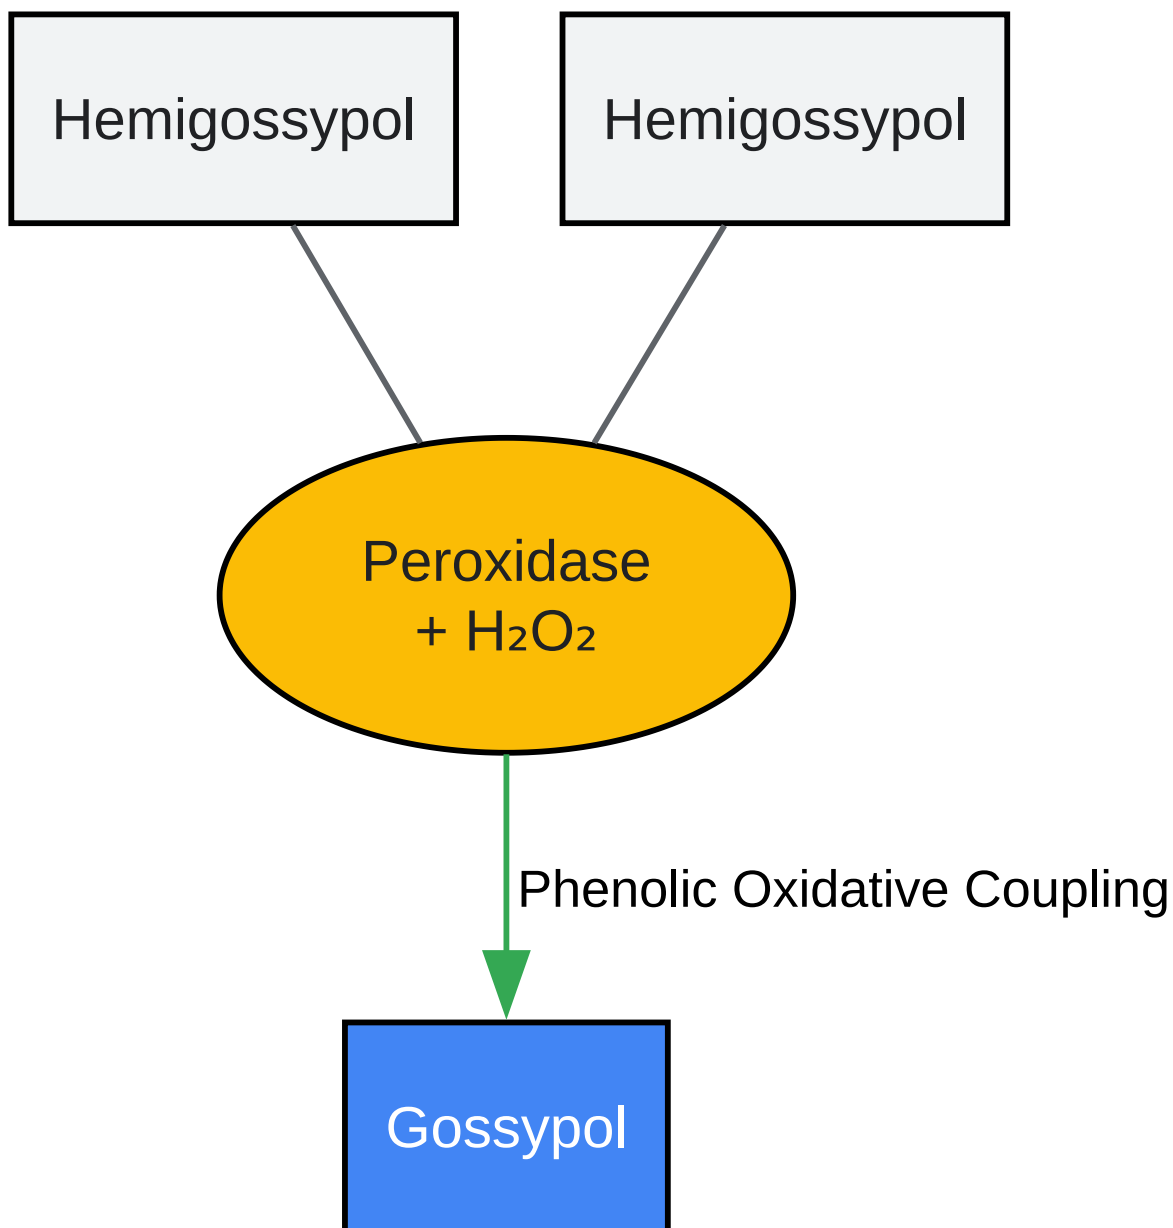 Hemigossypol
Hemigossypol
Peroxidase
+ H₂O₂
Phenolic Oxidative Coupling
Gossypol